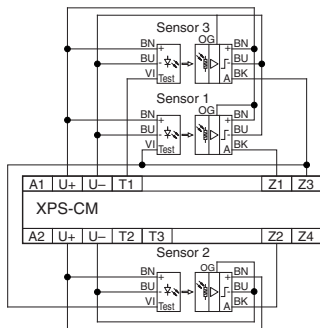 Sensor 3
OG
BN + BN
BU - BU
VI Test A BK
Sensor 1
OG
BN + BN
BU - BU
VI Test A BK
A1 U+ U– T1 Z1 Z3
XPS-CM
A2 U+ U– T2 T3 Z2 Z4
Sensor 2
OG
BN + BN
BU - BU
VI Test A BK